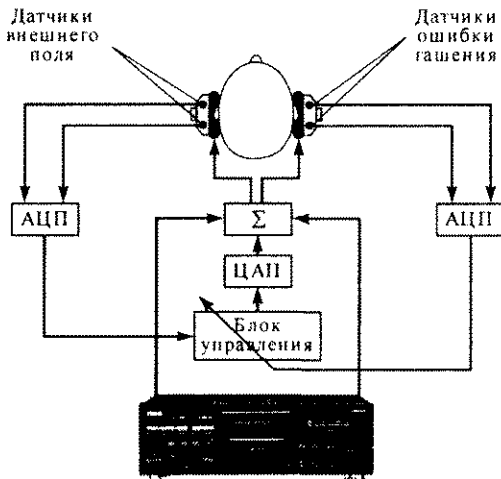 Датчики
внешнего
поля
Датчики
ошибки
гашения
АЦП
Σ
АЦП
ЦАП
Блок
управления